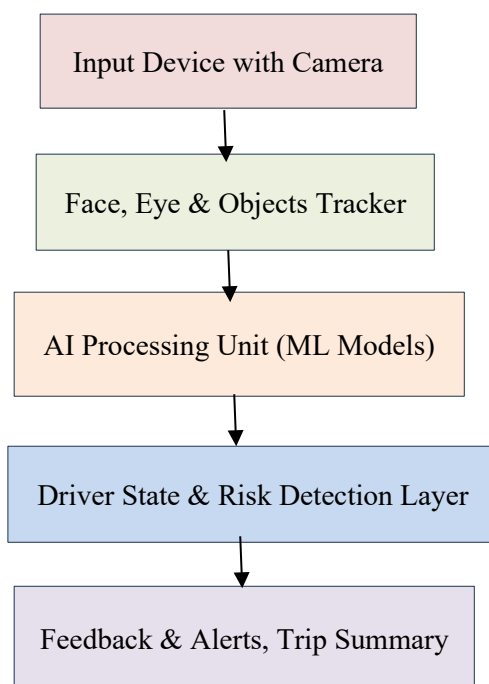 Input Device with Camera
Face, Eye & Objects Tracker
AI Processing Unit (ML Models)
Driver State & Risk Detection Layer
Feedback & Alerts, Trip Summary